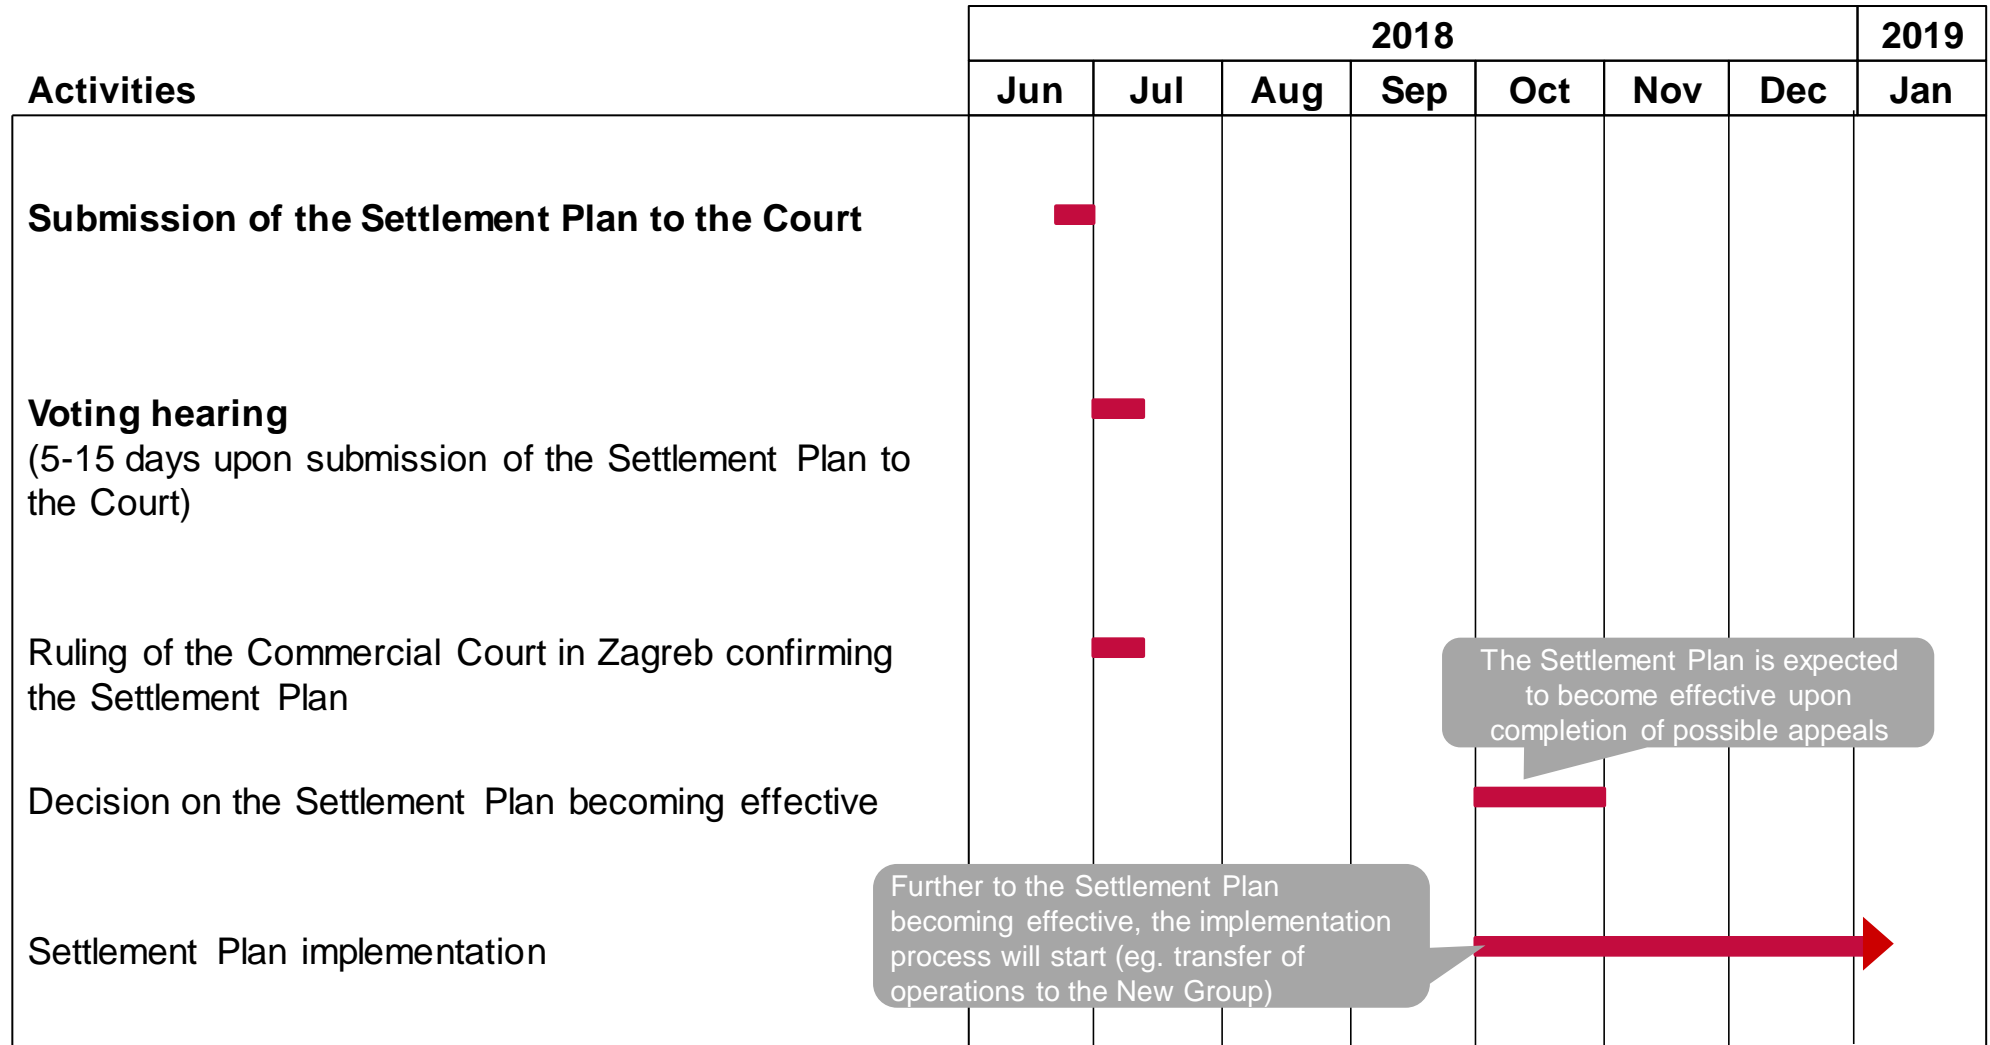 2018 2019
Activities Jun Jul Aug Sep Oct Nov Dec Jan
Submission of the Settlement Plan to the Court
Voting hearing
(5-15 days upon submission of the Settlement Plan to
the Court)
Ruling of the Commercial Court in Zagreb confirming
the Settlement Plan
The Settlement Plan is expected
to become effective upon
completion of possible appeals
Decision on the Settlement Plan becoming effective
Further to the Settlement Plan
becoming effective, the implementation
process will start (eg. transfer of
operations to the New Group)
Settlement Plan implementation